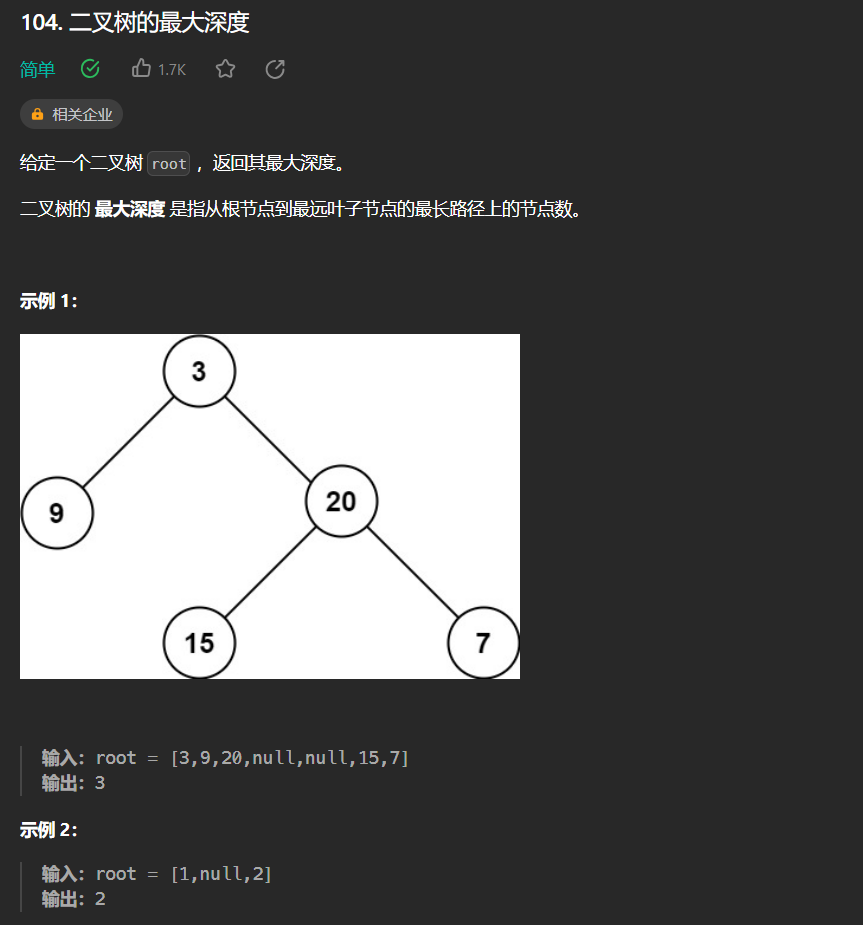 104. 二叉树的最大深度
简单 1.7K
相关企业
给定一个二叉树 root ，返回其最大深度。
二叉树的 最大深度 是指从根节点到最远叶子节点的最长路径上的节点数。
示例 1：
3
9
20
15
7
输入：root = [3,9,20,null,null,15,7]
输出：3
示例 2：
输入：root = [1,null,2]
输出：2